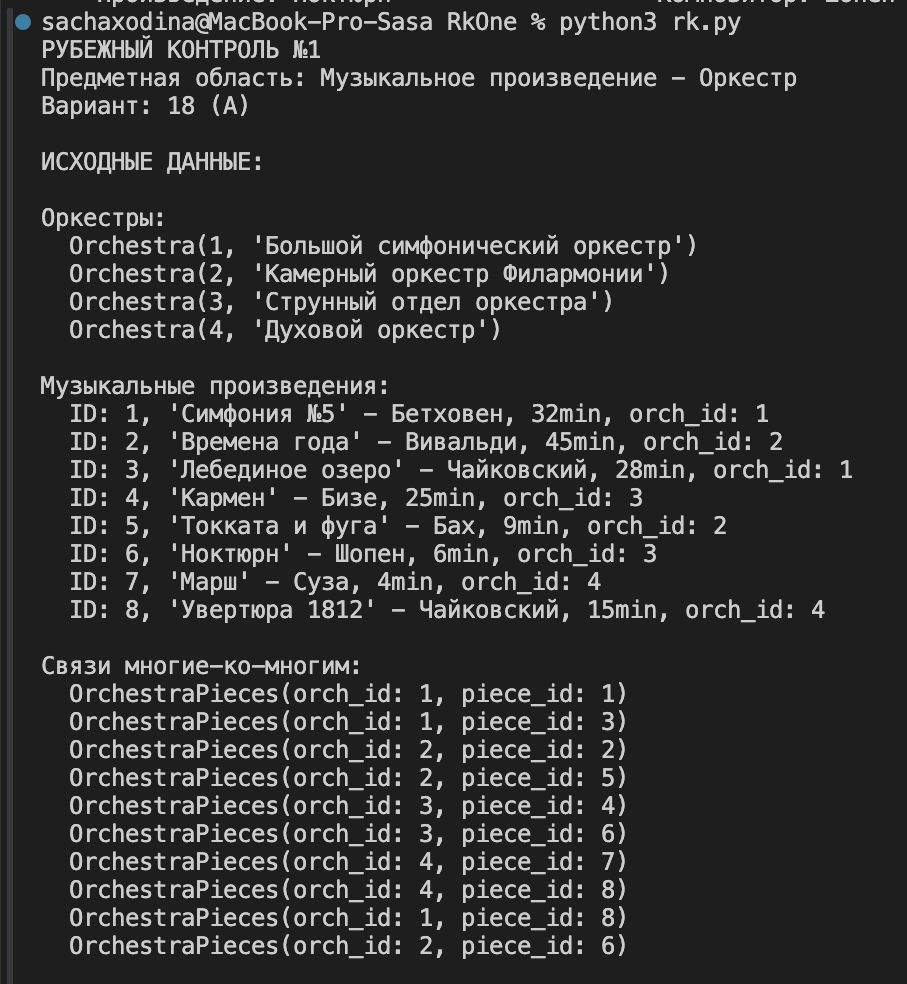 sachaxodina@MacBook-Pro-Sasa RkOne % python3 rk.py
РУБЕЖНЫЙ КОНТРОЛЬ №1
Предметная область: Музыкальное произведение – Оркестр
Вариант: 18 (А)
ИСХОДНЫЕ ДАННЫЕ:
Оркестры:
Orchestra(1, 'Большой симфонический оркестр')
Orchestra(2, 'Камерный оркестр Филармонии')
Orchestra(3, 'Струнный отдел оркестра')
Orchestra(4, 'Духовой оркестр')
Музыкальные произведения:
ID: 1, 'Симфония №5' – Бетховен, 32min, orch_id: 1
ID: 2, 'Времена года' – Вивальди, 45min, orch_id: 2
ID: 3, 'Лебединое озеро' – Чайковский, 28min, orch_id: 1
ID: 4, 'Кармен' – Бизе, 25min, orch_id: 3
ID: 5, 'Токката и фуга' – Бах, 9min, orch_id: 2
ID: 6, 'Ноктюрн' – Шопен, 6min, orch_id: 3
ID: 7, 'Марш' – Суза, 4min, orch_id: 4
ID: 8, 'Увертюра 1812' – Чайковский, 15min, orch_id: 4
Связи многие-ко-многим:
OrchestraPieces(orch_id: 1, piece_id: 1)
OrchestraPieces(orch_id: 1, piece_id: 3)
OrchestraPieces(orch_id: 2, piece_id: 2)
OrchestraPieces(orch_id: 2, piece_id: 5)
OrchestraPieces(orch_id: 3, piece_id: 4)
OrchestraPieces(orch_id: 3, piece_id: 6)
OrchestraPieces(orch_id: 4, piece_id: 7)
OrchestraPieces(orch_id: 4, piece_id: 8)
OrchestraPieces(orch_id: 1, piece_id: 8)
OrchestraPieces(orch_id: 2, piece_id: 6)